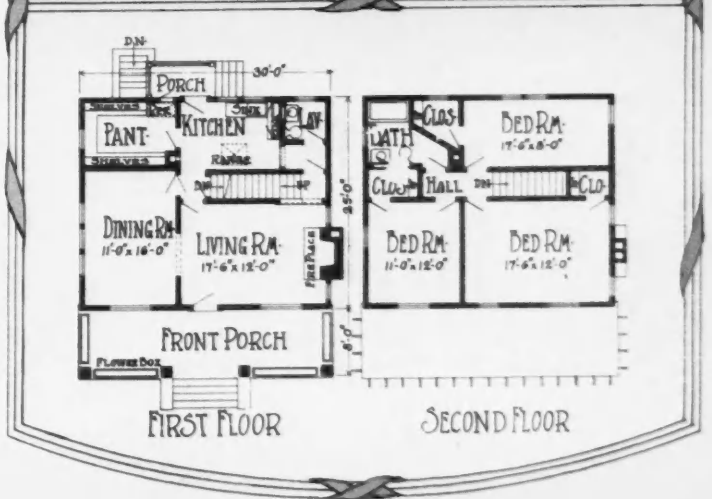 D.N.
30'-0"
PORCH
SHELVES
REF.
SINK
PANT.
KITCHEN
LAV.
RANGE
SHELVES
DN
UP
25'-0"
DINING RM.
11'-0" x 16'-0"
LIVING RM.
17'-6" x 12'-0"
FIREPLACE
FRONT PORCH
FLOWER BOX
8'-0"
FIRST FLOOR
CLOS.
BATH
BED RM.
17'-6" x 8'-0"
CLOS
HALL
DN
CLO.
BED RM.
11'-0" x 12'-0"
BED RM.
17'-6" x 12'-0"
SECOND FLOOR